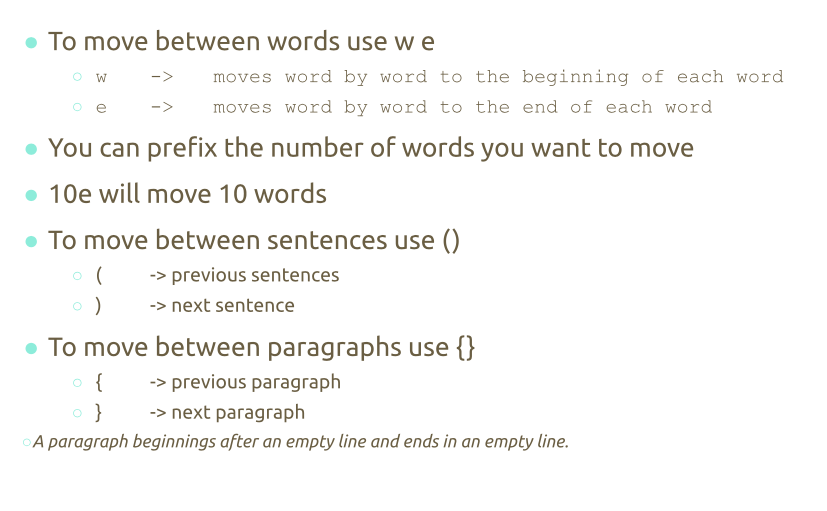 ● To move between words use w e
○ w -> moves word by word to the beginning of each word
○ e -> moves word by word to the end of each word
● You can prefix the number of words you want to move
● 10e will move 10 words
● To move between sentences use ()
○ ( -> previous sentences
○ ) -> next sentence
● To move between paragraphs use {}
○ { -> previous paragraph
○ } -> next paragraph
○A paragraph beginnings after an empty line and ends in an empty line.